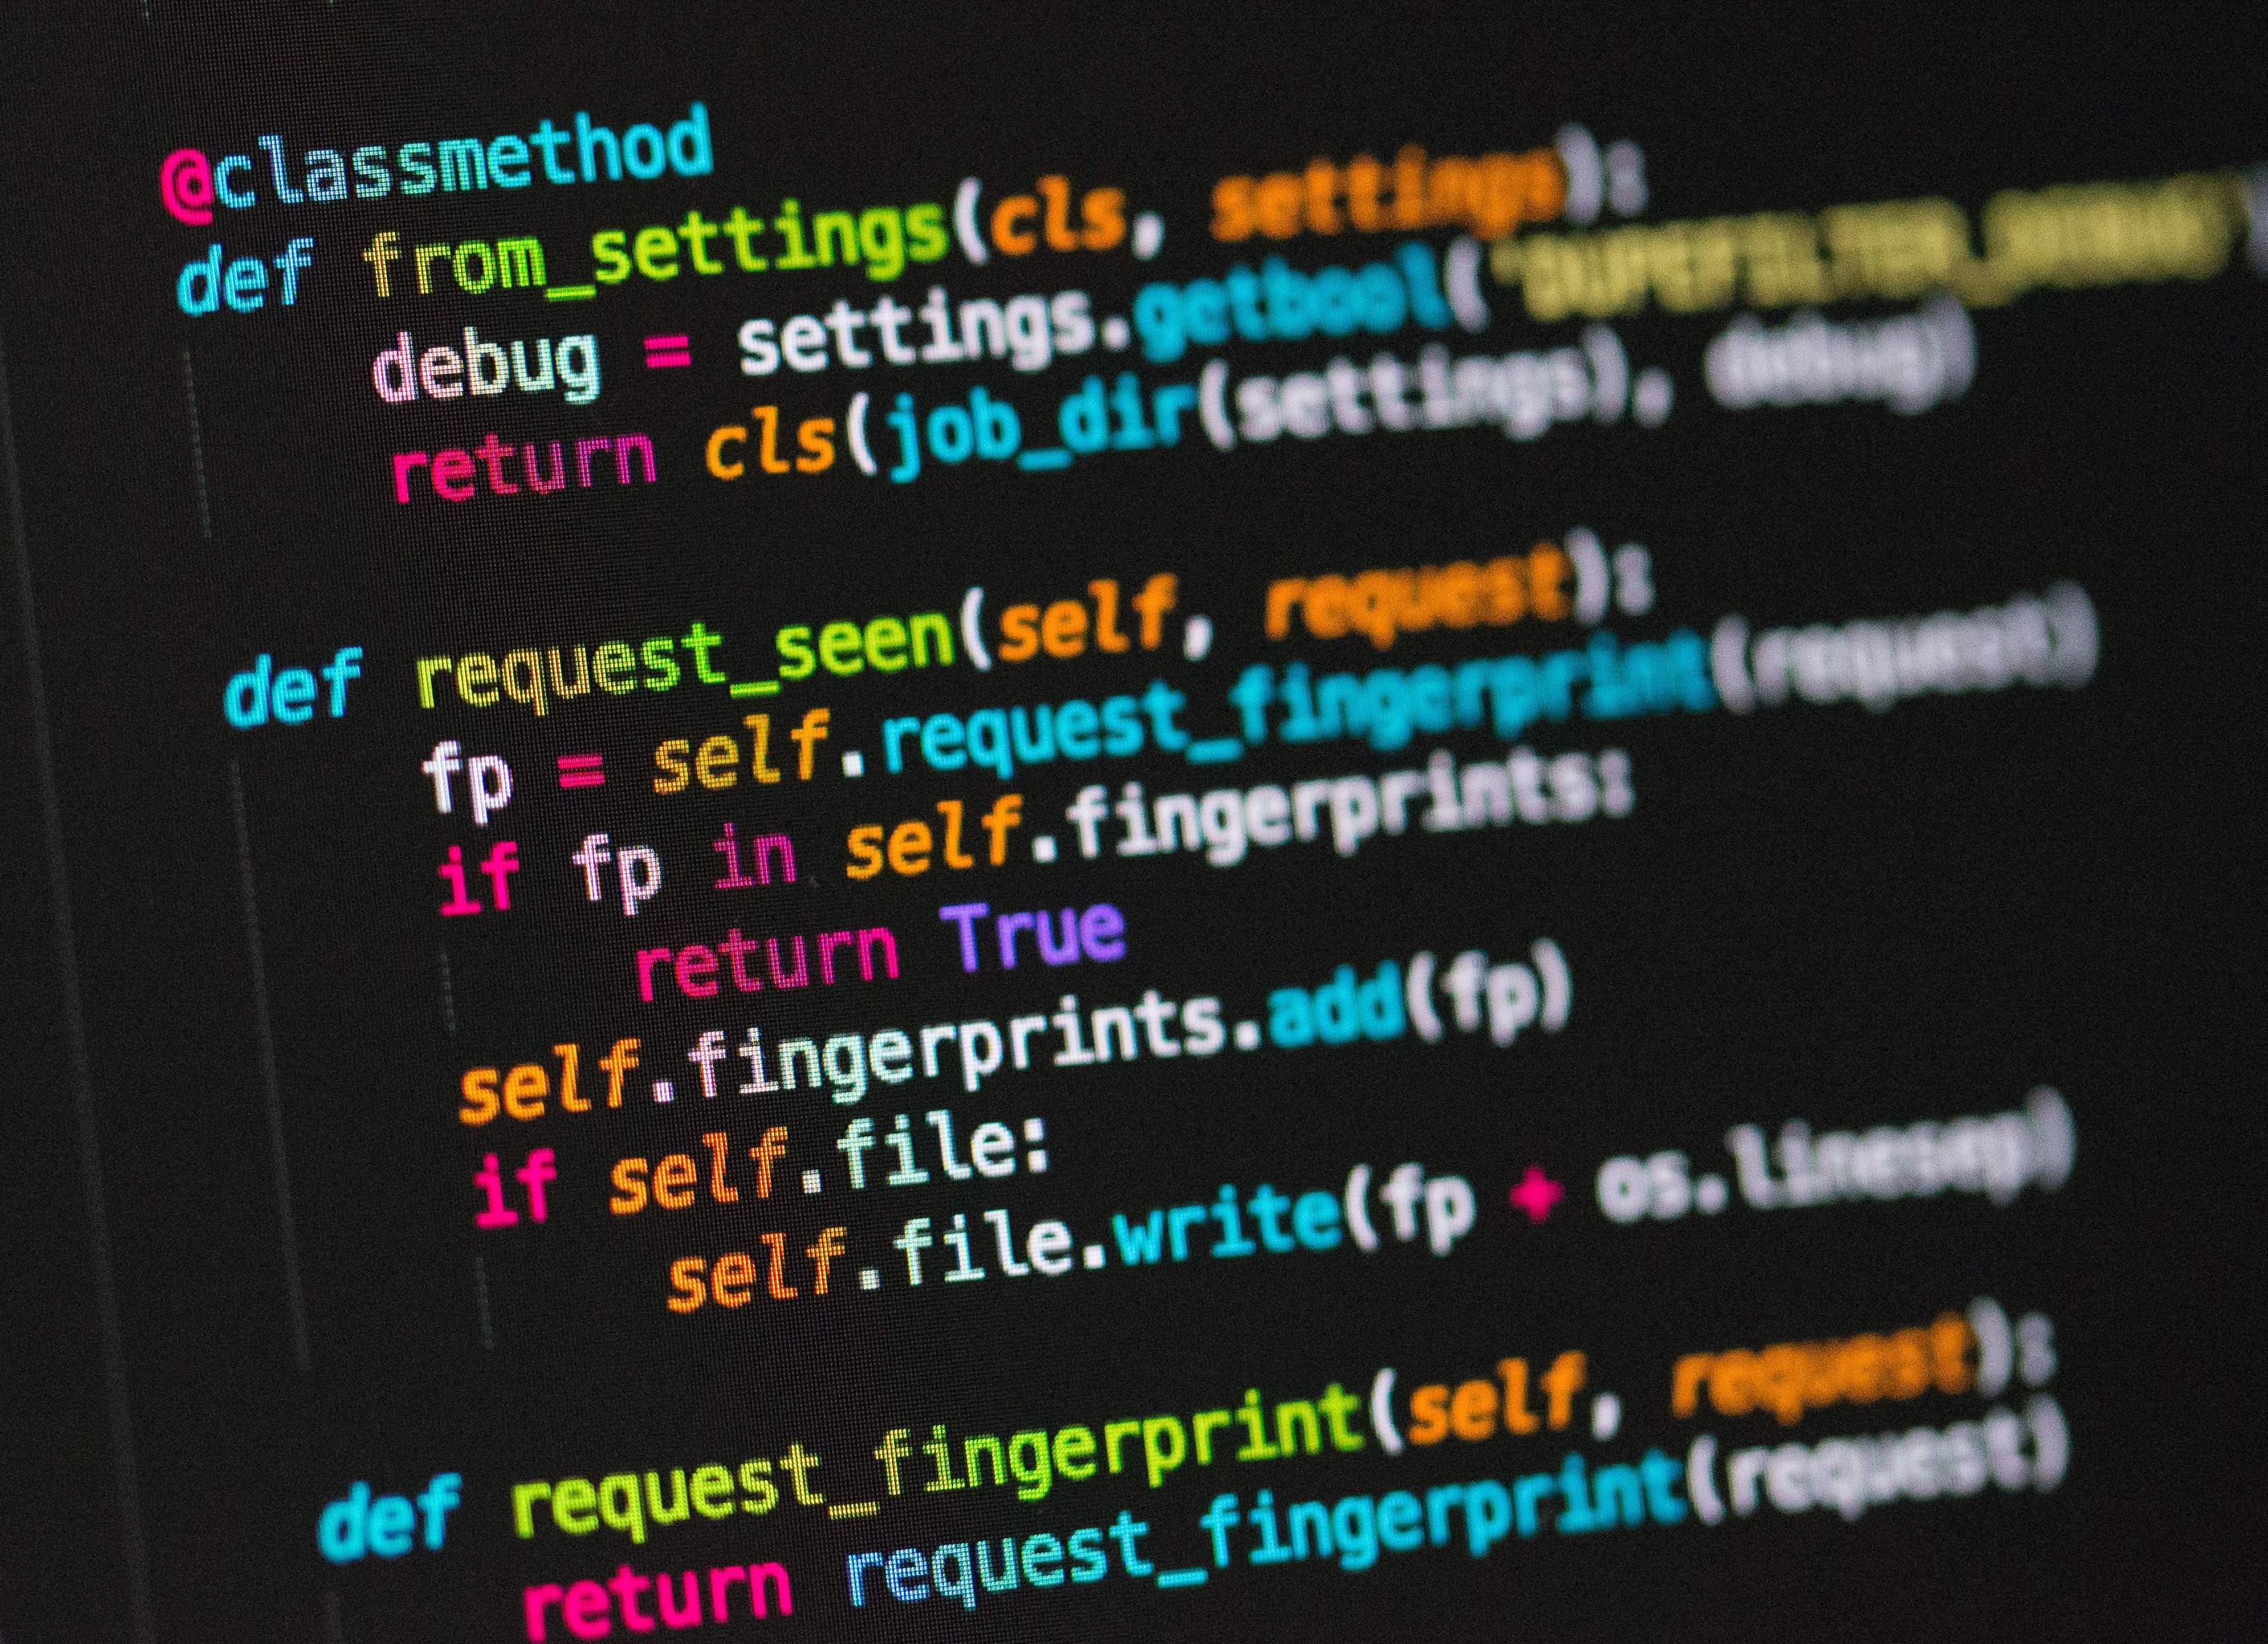 @classmethod
def from_settings(cls, settings):
    debug = settings.getbool('DUPEFILTER_DEBUG'
    return cls(job_dir(settings), debug)
def request_seen(self, request):
    fp = self.request_fingerprint(request)
    if fp in self.fingerprints:
        return True
    self.fingerprints.add(fp)
    if self.file:
        self.file.write(fp + os.linesep)
def request_fingerprint(self, request):
    return request_fingerprint(request)